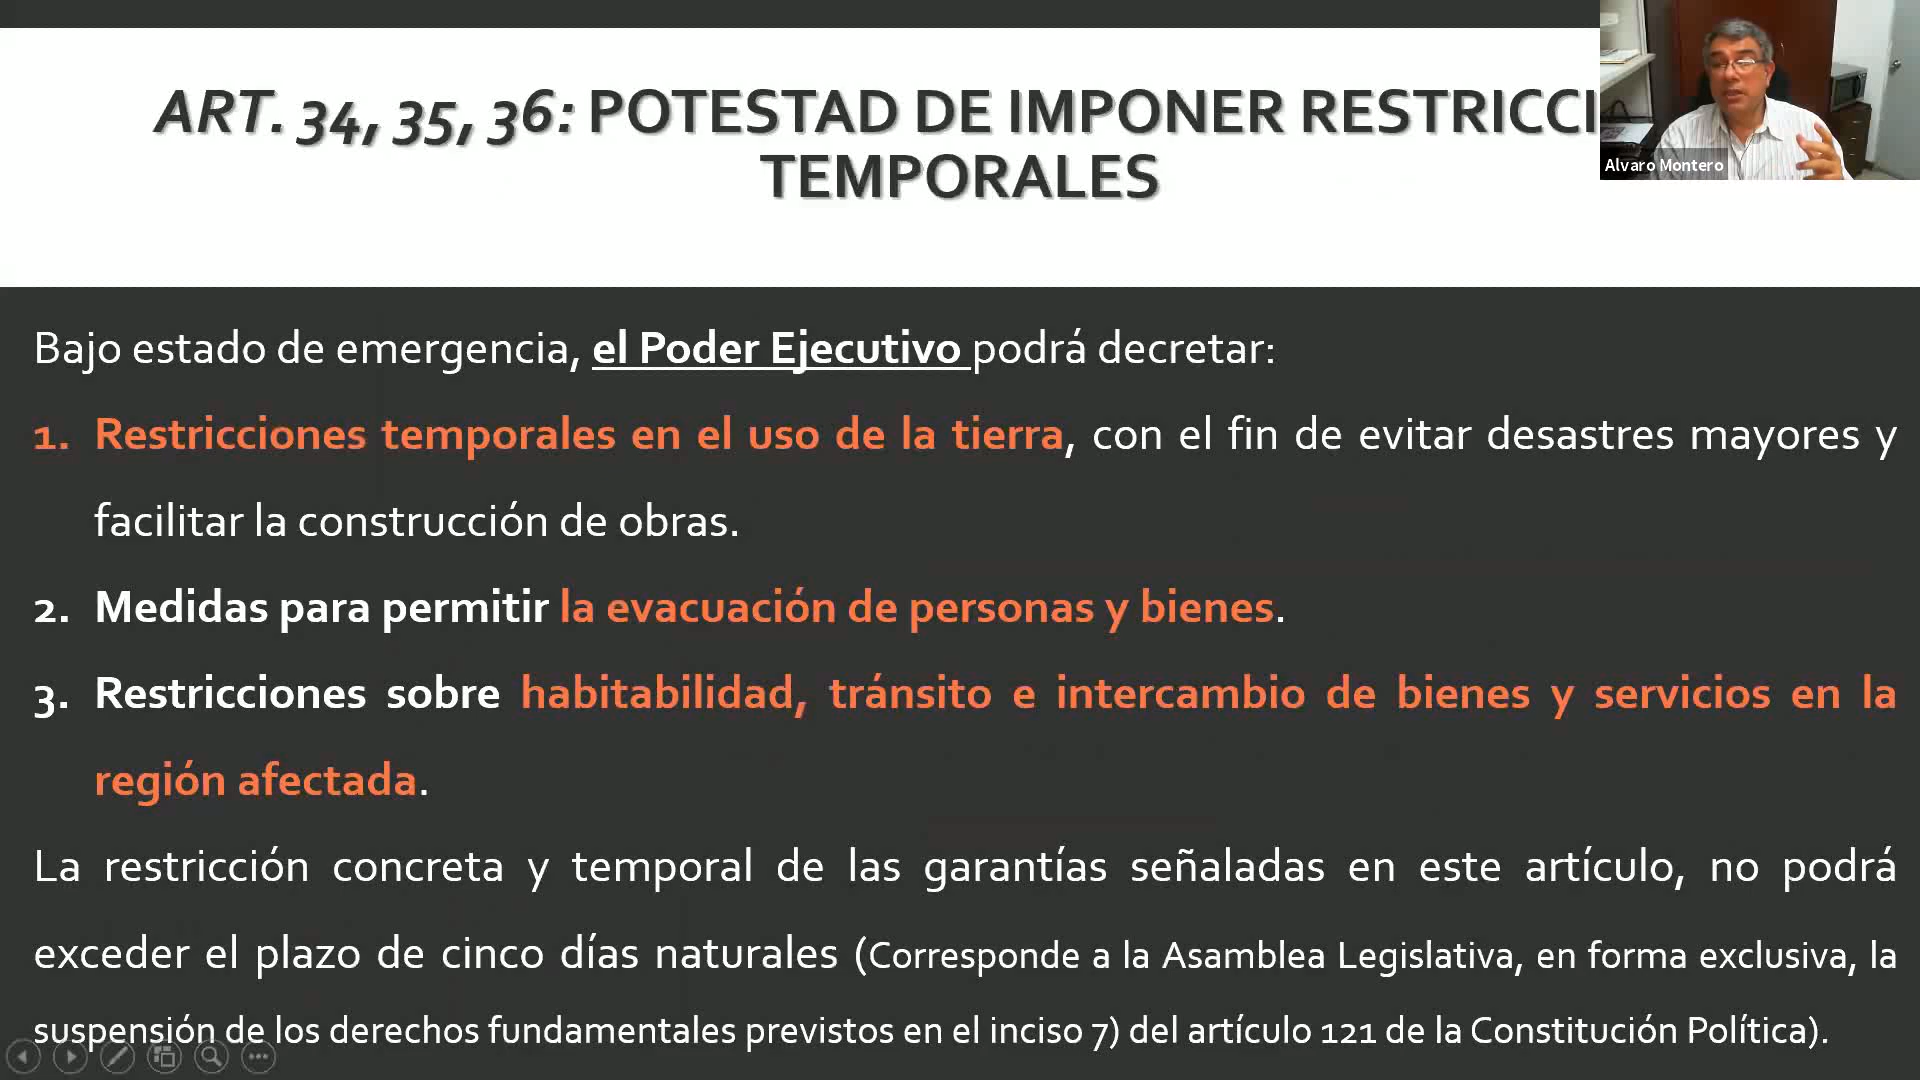 ART. 34, 35, 36: POTESTAD DE IMPONER RESTRICCI
TEMPORALES
Alvaro Montero
Bajo estado de emergencia, el Poder Ejecutivo podrá decretar:
1. Restricciones temporales en el uso de la tierra, con el fin de evitar desastres mayores y
facilitar la construcción de obras.
2. Medidas para permitir la evacuación de personas y bienes.
3. Restricciones sobre habitabilidad, tránsito e intercambio de bienes y servicios en la
región afectada.
La restricción concreta y temporal de las garantías señaladas en este artículo, no podrá
exceder el plazo de cinco días naturales (Corresponde a la Asamblea Legislativa, en forma exclusiva, la
suspensión de los derechos fundamentales previstos en el inciso 7) del artículo 121 de la Constitución Política).